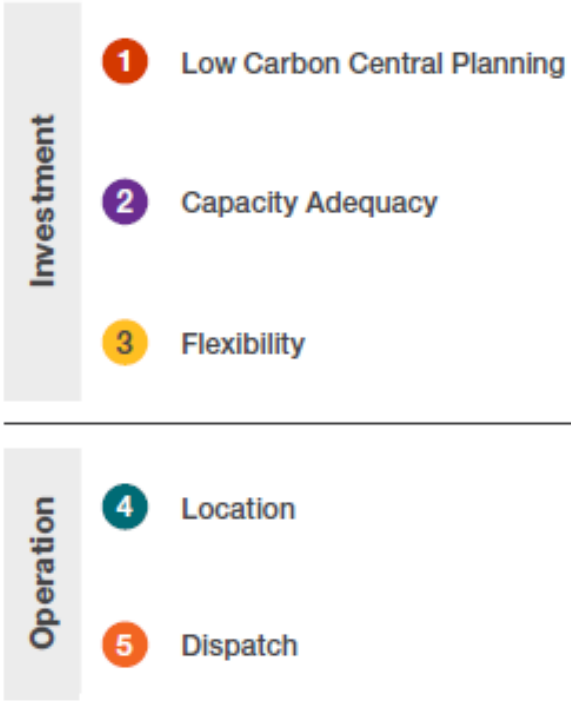 Investment
1 Low Carbon Central Planning
2 Capacity Adequacy
3 Flexibility
Operation
4 Location
5 Dispatch